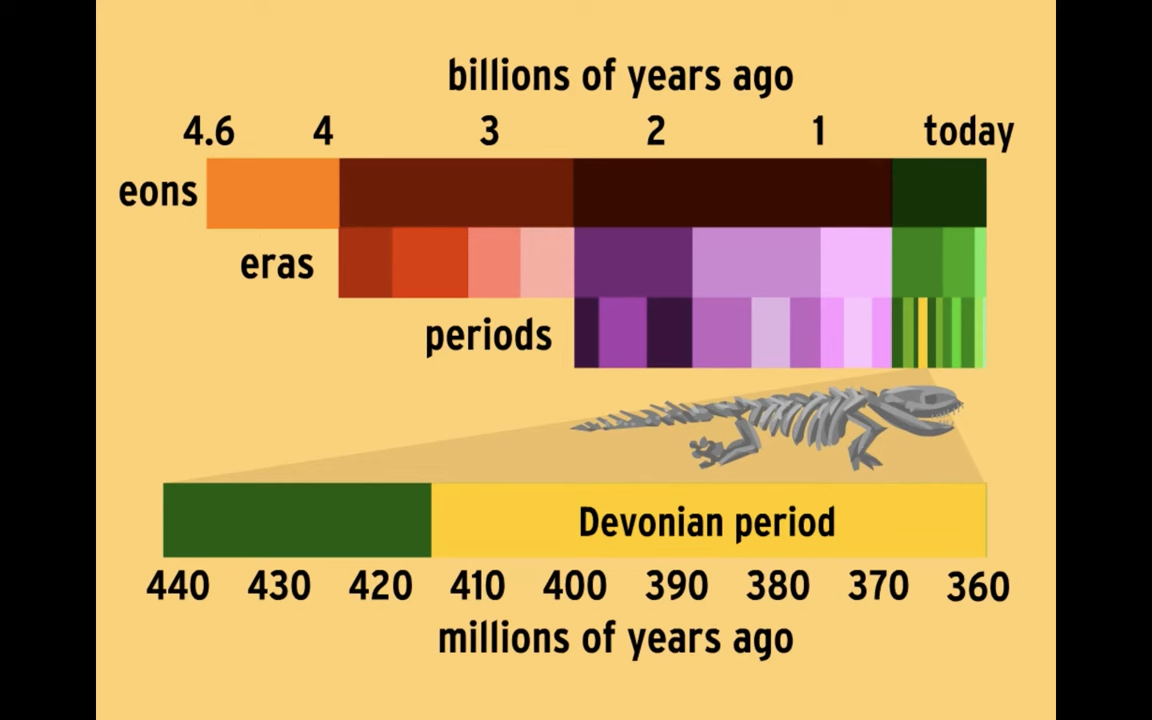 billions of years ago
4.6 4 3 2 1 today
eons
eras
periods
Devonian period
440 430 420 410 400 390 380 370 360
millions of years ago